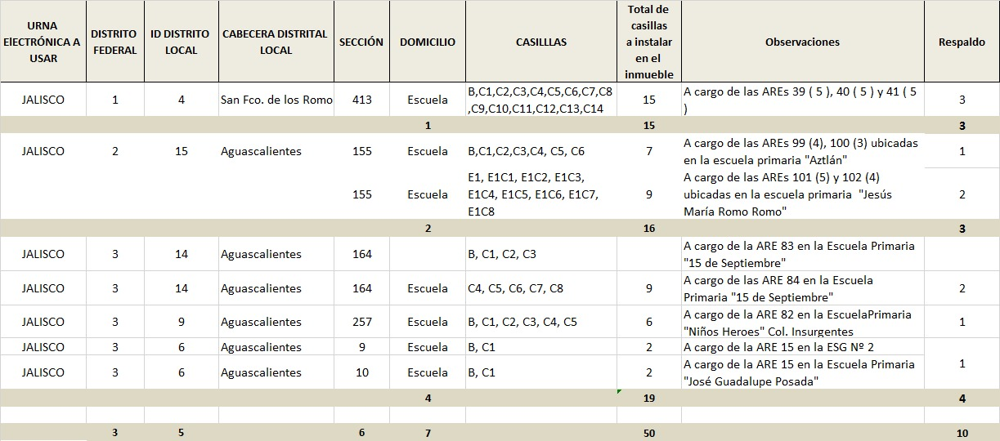 URNA ElECTRÓNICA A USAR | DISTRITO FEDERAL | ID DISTRITO LOCAL | CABECERA DISTRITAL LOCAL | SECCIÓN | DOMICILIO | CASILLLAS | Total de casillas a instalar en el inmueble | Observaciones | Respaldo
JALISCO | 1 | 4 | San Fco. de los Romo | 413 | Escuela | B,C1,C2,C3,C4,C5,C6,C7,C8 ,C9,C10,C11,C12,C13,C14 | 15 | A cargo de las AREs 39 ( 5 ), 40 ( 5 ) y 41 ( 5 ) | 3
1 | 15 | 3
JALISCO | 2 | 15 | Aguascalientes | 155 | Escuela | B,C1,C2,C3,C4, C5, C6 | 7 | A cargo de las AREs 99 (4), 100 (3) ubicadas en la escuela primaria "Aztlán" | 1
155 | Escuela | E1, E1C1, E1C2, E1C3, E1C4, E1C5, E1C6, E1C7, E1C8 | 9 | A cargo de las AREs 101 (5) y 102 (4) ubicadas en la escuela primaria "Jesús María Romo Romo" | 2
2 | 16 | 3
JALISCO | 3 | 14 | Aguascalientes | 164 | B, C1, C2, C3 | A cargo de la ARE 83 en la Escuela Primaria "15 de Septiembre"
JALISCO | 3 | 14 | Aguascalientes | 164 | Escuela | C4, C5, C6, C7, C8 | 9 | A cargo de las ARE 84 en la Escuela Primaria "15 de Septiembre" | 2
JALISCO | 3 | 9 | Aguascalientes | 257 | Escuela | B, C1, C2, C3, C4, C5 | 6 | A cargo de la ARE 82 en la EscuelaPrimaria "Niños Heroes" Col. Insurgentes | 1
JALISCO | 3 | 6 | Aguascalientes | 9 | Escuela | B, C1 | 2 | A cargo de la ARE 15 en la ESG Nº 2 | 1
JALISCO | 3 | 6 | Aguascalientes | 10 | Escuela | B, C1 | 2 | A cargo de la ARE 15 en la Escuela Primaria "José Guadalupe Posada"
4 | 19 | 4
3 | 5 | 6 | 7 | 50 | 10